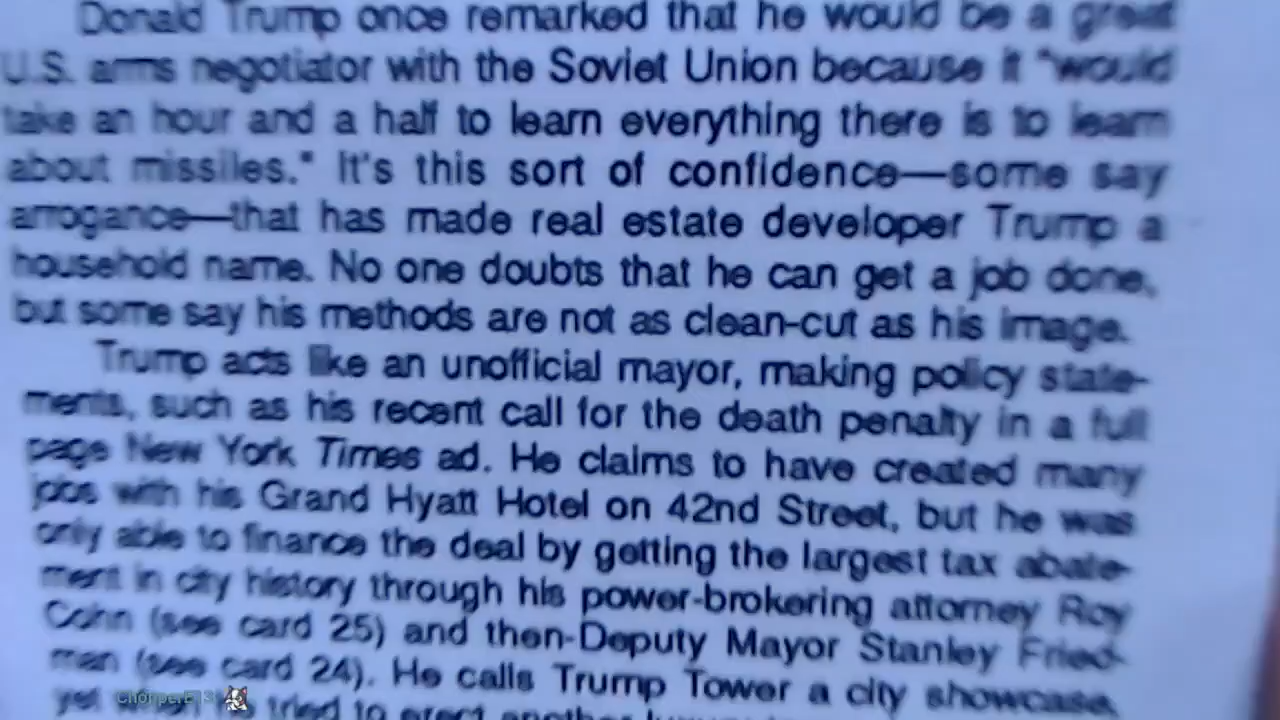 Donald Trump once remarked that he would be a great
U.S. arms negotiator with the Soviet Union because it "would
take an hour and a half to learn everything there is to learn
about missiles." It's this sort of confidence—some say
arrogance—that has made real estate developer Trump a
household name. No one doubts that he can get a job done,
but some say his methods are not as clean-cut as his image.
Trump acts like an unofficial mayor, making policy state-
ments, such as his recent call for the death penalty in a full
page New York Times ad. He claims to have created many
jobs with his Grand Hyatt Hotel on 42nd Street, but he was
only able to finance the deal by getting the largest tax abate-
ment in city history through his power-brokering attorney Roy
Cohn (see card 25) and then-Deputy Mayor Stanley Fried-
man (see card 24). He calls Trump Tower a city showcase,
yet when he tried to erect another